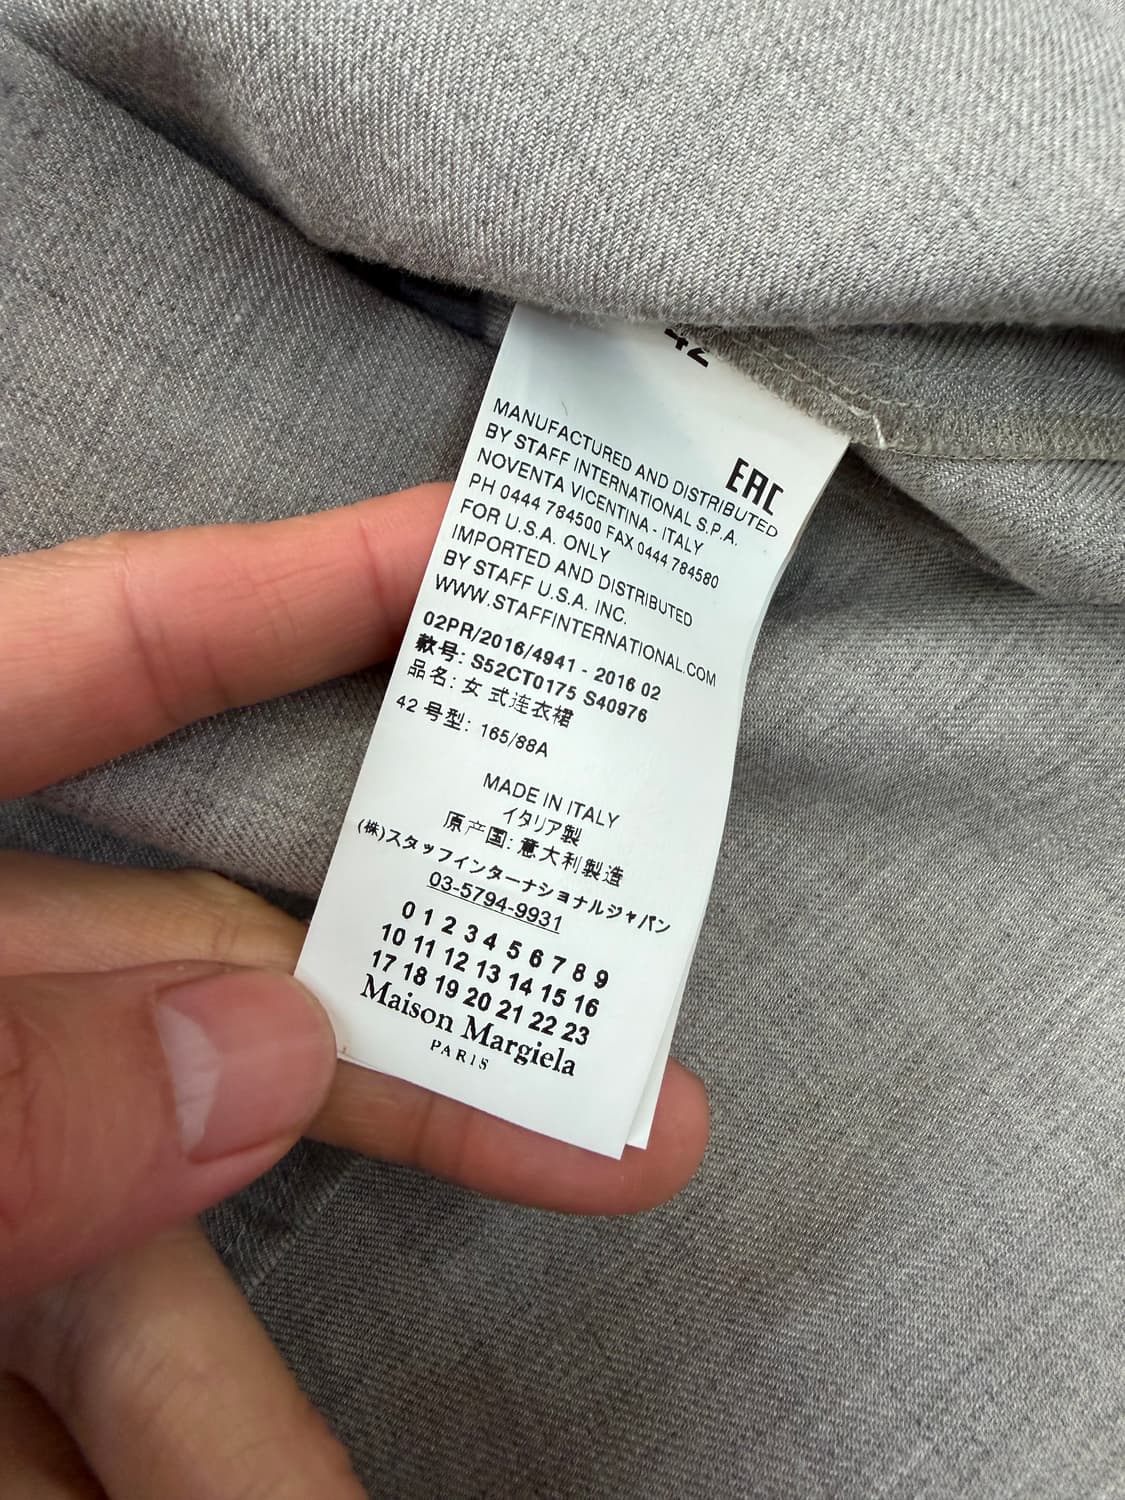 42
EAC
MANUFACTURED AND DISTRIBUTED
BY STAFF INTERNATIONAL S.P.A.
NOVENTA VICENTINA - ITALY
PH 0444 784500 FAX 0444 784580
FOR U.S.A. ONLY
IMPORTED AND DISTRIBUTED
BY STAFF U.S.A. INC.
WWW.STAFFINTERNATIONAL.COM
02PR/2016/4941 - 2016 02
款号: S52CT0175 S40976
品名: 女 式连衣裙
42 号型: 165/88A
MADE IN ITALY
イタリア製
原产国: 意大利製造
(株)スタッフインターナショナルジャパン
03-5794-9931
0 1 2 3 4 5 6 7 8 9
10 11 12 13 14 15 16
17 18 19 20 21 22 23
Maison Margiela
PARIS